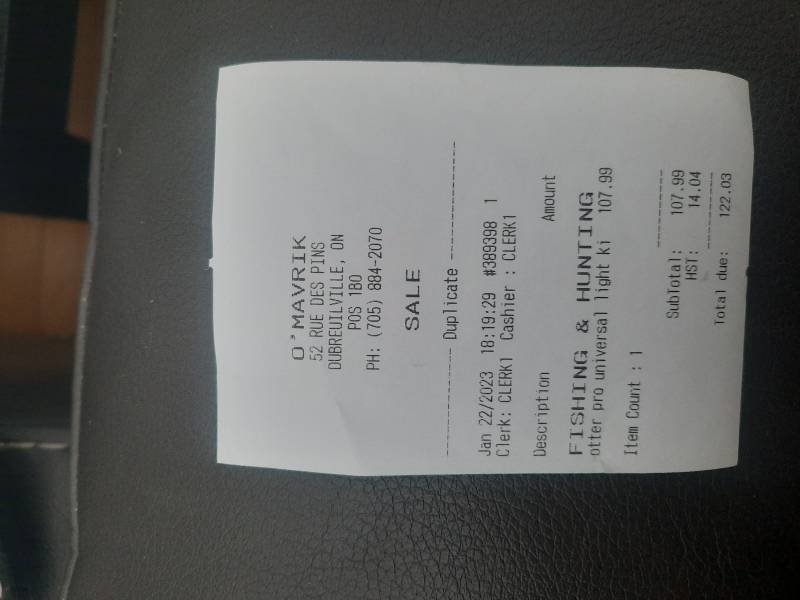 O'MAVRIK
52 RUE DES PINS
DUBREUILVILLE, ON
POS 1B0
PH: (705) 884-2070
SALE
---------- Duplicate ----------
Jan 22/2023 18:19:29 #389398 1
Clerk: CLERK1 Cashier : CLERK1
Description Amount
FISHING & HUNTING
otter pro universal light ki 107.99
Item Count : 1
----------
SubTotal: 107.99
HST: 14.04
----------
Total due: 122.03